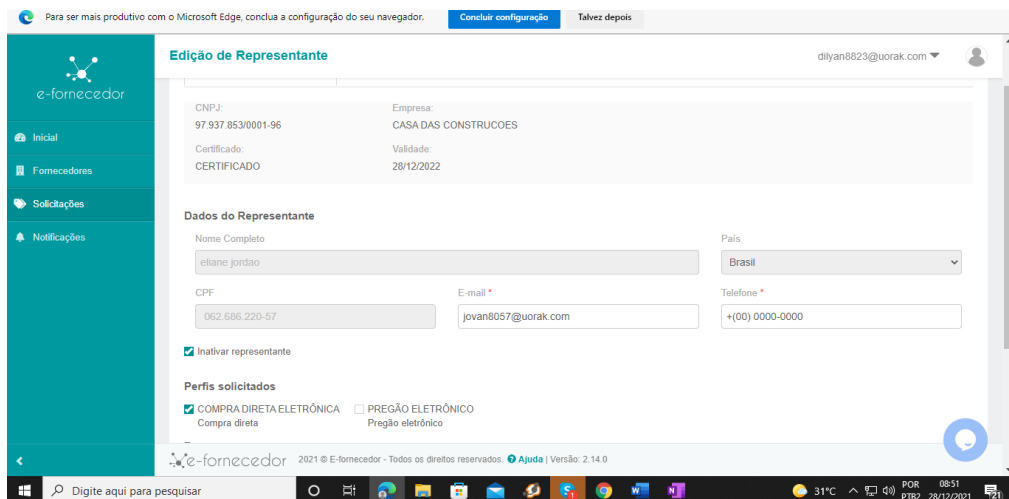 Para ser mais produtivo com o Microsoft Edge, conclua a configuração do seu navegador. Concluir configuração Talvez depois
e-fornecedor
Inicial
Fornecedores
Solicitações
Notificações
Edição de Representante dilyan8823@uorak.com
CNPJ: Empresa:
97.937.853/0001-96 CASA DAS CONSTRUCOES
Certificado: Validade:
CERTIFICADO 28/12/2022
Dados do Representante
Nome Completo País
eliane jordao Brasil
CPF E-mail * Telefone *
062.686.220-57 jovan8057@uorak.com +(00) 0000-0000
Inativar representante
Perfis solicitados
COMPRA DIRETA ELETRÔNICA PREGÃO ELETRÔNICO
Compra direta Pregão eletrônico
e-fornecedor 2021 © E-fornecedor - Todos os direitos reservados. Ajuda | Versão: 2.14.0
Digite aqui para pesquisar 31°C POR 08:51
PTB2 28/12/2021 21